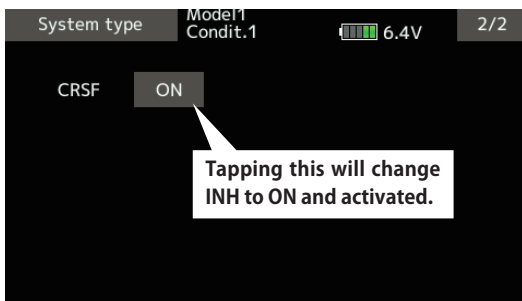 System type
Model1
Condit.1
6.4V
2/2
CRSF
ON
Tapping this will change
INH to ON and activated.